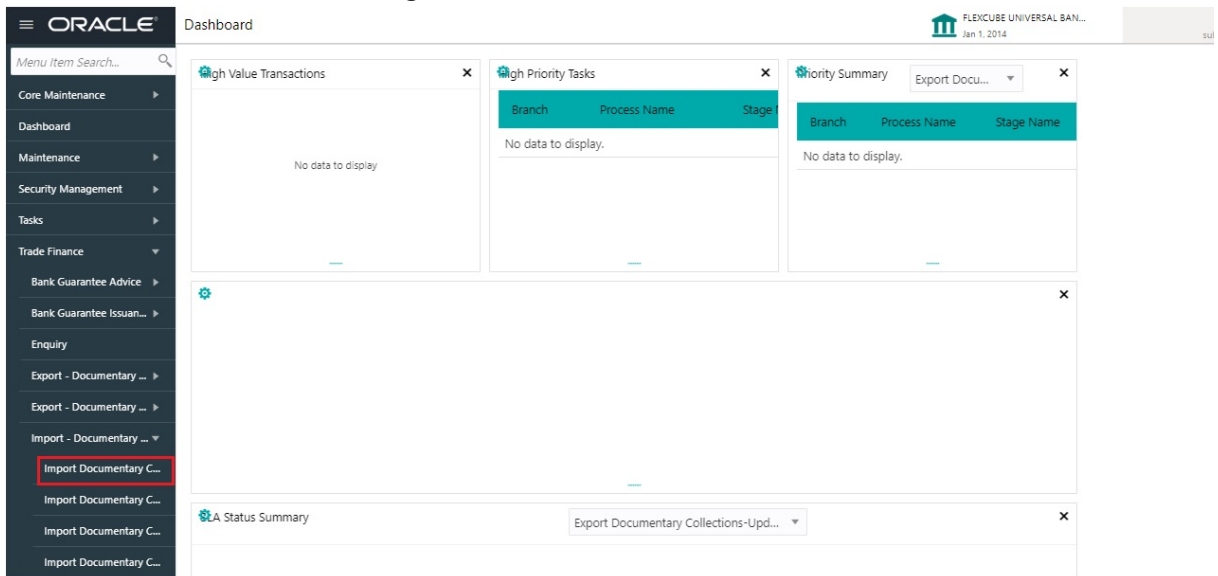 ORACLE
Dashboard
FLEXCUBE UNIVERSAL BAN...
Jan 1, 2014
Menu Item Search...
Core Maintenance
Dashboard
Maintenance
Security Management
Tasks
Trade Finance
Bank Guarantee Advice
Bank Guarantee Issuan...
Enquiry
Export - Documentary ...
Export - Documentary ...
Import - Documentary ...
Import Documentary C...
Import Documentary C...
Import Documentary C...
Import Documentary C...
igh Value Transactions
No data to display
igh Priority Tasks
Branch Process Name Stage
No data to display.
riority Summary Export Docu...
Branch Process Name Stage Name
No data to display.
LA Status Summary Export Documentary Collections-Upd...